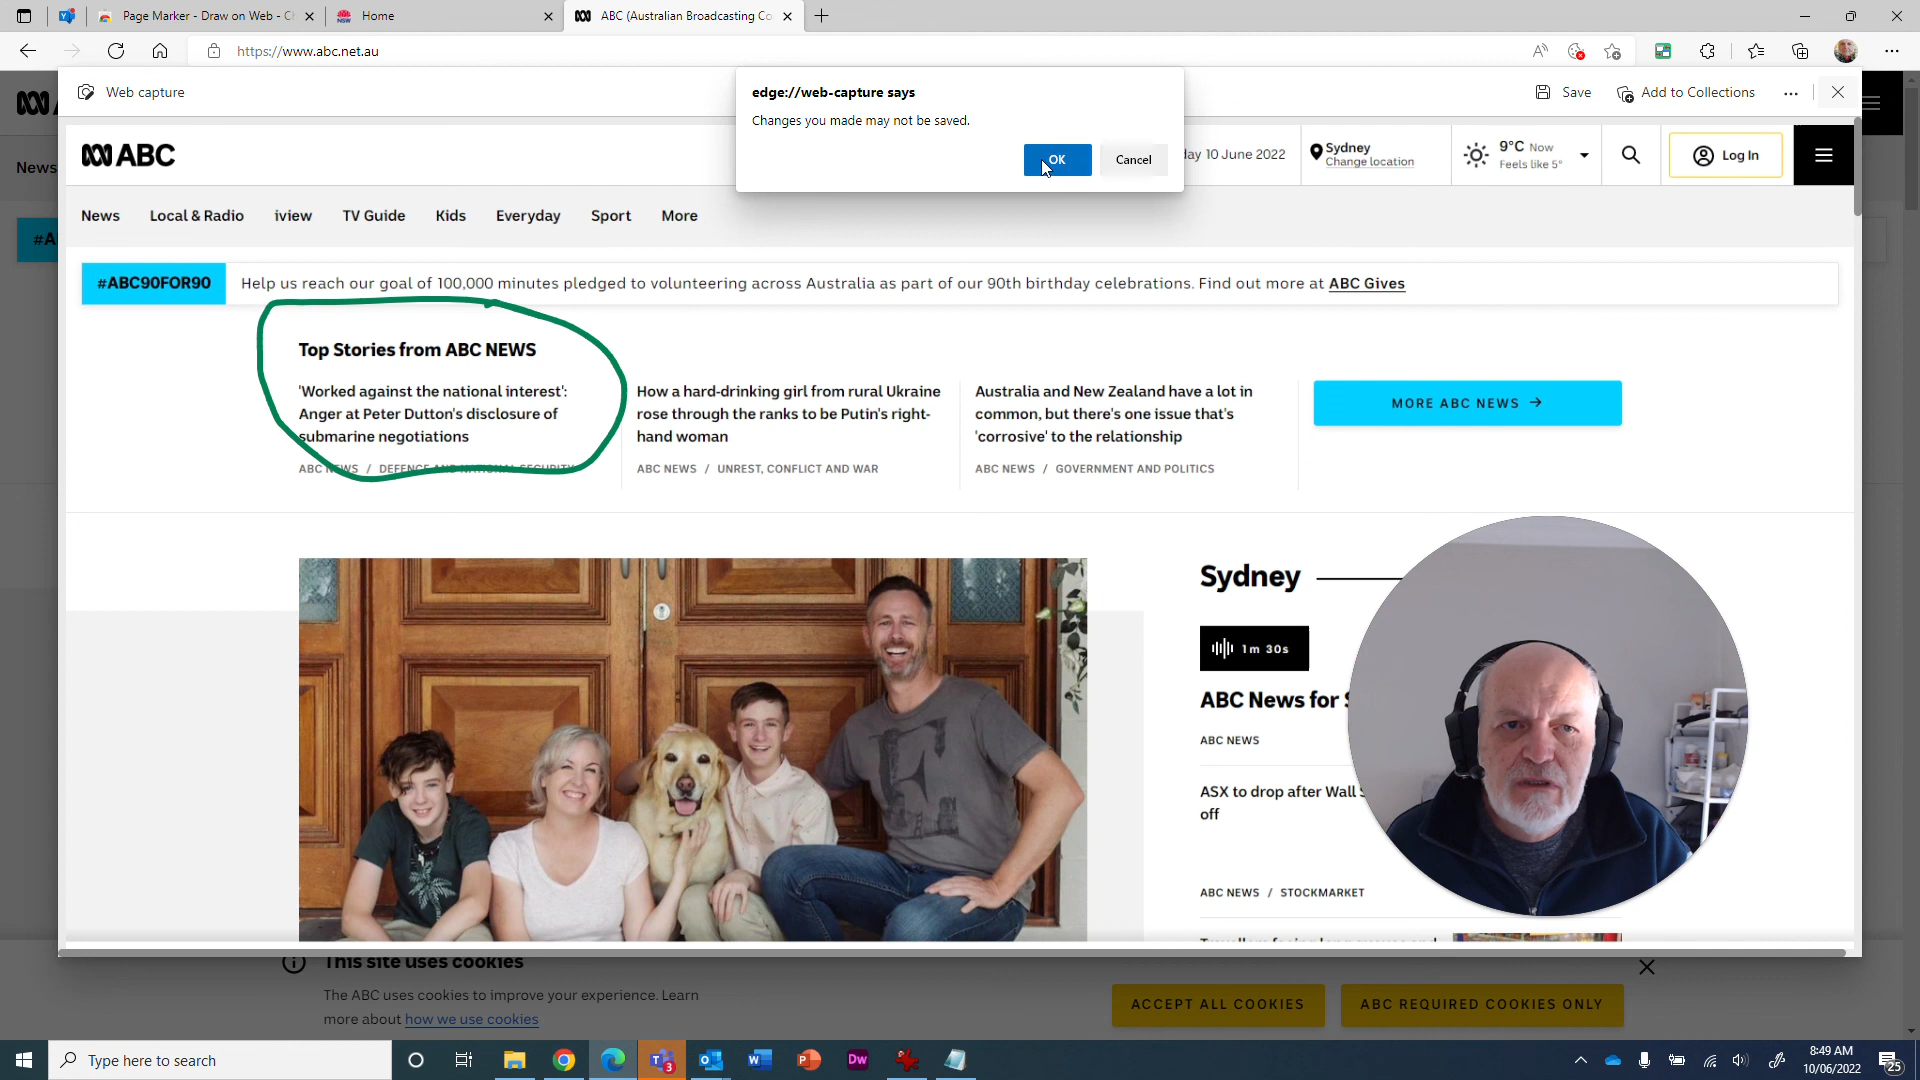 Page Marker - Draw on Web - C
Home
ABC (Australian Broadcasting Co
https://www.abc.net.au
Web capture
edge://web-capture says
Changes you made may not be saved.
OK
Cancel
Save
Add to Collections
ABC
day 10 June 2022
Sydney
Change location
9°C Now
Feels like 5°
Log In
News
News
Local & Radio
iview
TV Guide
Kids
Everyday
Sport
More
#A
#ABC90FOR90
Help us reach our goal of 100,000 minutes pledged to volunteering across Australia as part of our 90th birthday celebrations. Find out more at ABC Gives
Top Stories from ABC NEWS
'Worked against the national interest':
Anger at Peter Dutton's disclosure of
submarine negotiations
ABC NEWS / DEFENCE AND NATIONAL SECURITY
How a hard-drinking girl from rural Ukraine
rose through the ranks to be Putin's right-
hand woman
ABC NEWS / UNREST, CONFLICT AND WAR
Australia and New Zealand have a lot in
common, but there's one issue that's
'corrosive' to the relationship
ABC NEWS / GOVERNMENT AND POLITICS
MORE ABC NEWS
Sydney
1m 30s
ABC News for S
ABC NEWS
ASX to drop after Wall S
off
ABC NEWS / STOCKMARKET
This site uses cookies
The ABC uses cookies to improve your experience. Learn
more about how we use cookies
ACCEPT ALL COOKIES
ABC REQUIRED COOKIES ONLY
Type here to search
3
Dw
8:49 AM
10/06/2022
25